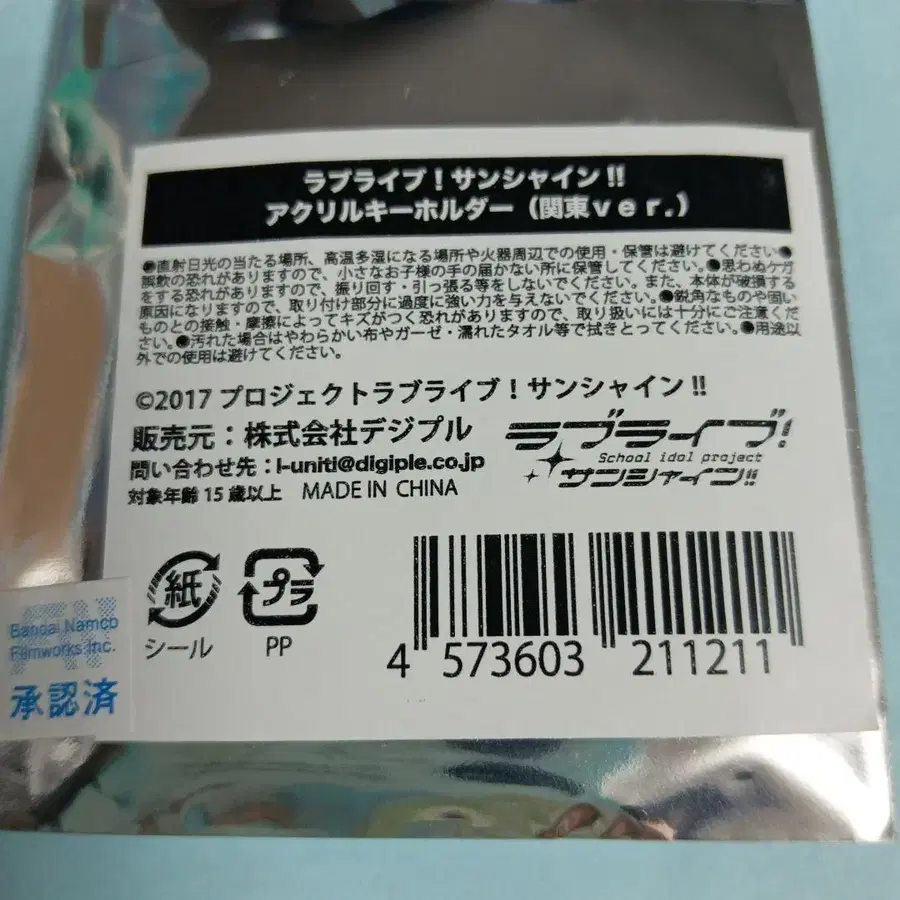 ラブライブ！サンシャイン!!
アクリルキーホルダー（関東ｖｅｒ.）
●直射日光の当たる場所、高温多湿になる場所や火器周辺での使用・保管は避けてください●
誤飲の恐れがありますので、小さなお子様の手の届かない所に保管してください。●思わぬケガ
をする恐れがありますので、振り回す・引っ張る等をしないでください。また、本体が破損する
原因になりますので、取り付け部分に過度に強い力を与えないでください。●鋭角なものや固い
ものとの接触・摩擦によってキズがつく恐れがありますので、取り扱いには十分にご注意くだ
さい。●汚れた場合はやわらかい布やガーゼ・濡れたタオル等で拭きとってください。●用途以
外での使用は避けてください。
©2017 プロジェクトラブライブ！サンシャイン!!
販売元：株式会社デジプル
問い合わせ先：l-uniti@digiple.co.jp
対象年齢15歳以上 MADE IN CHINA
ラブライブ!
School idol project
サンシャイン!!
紙
シール
プラ
PP
4 573603 211211
Bandai Namco
Filmworks Inc.
承認済